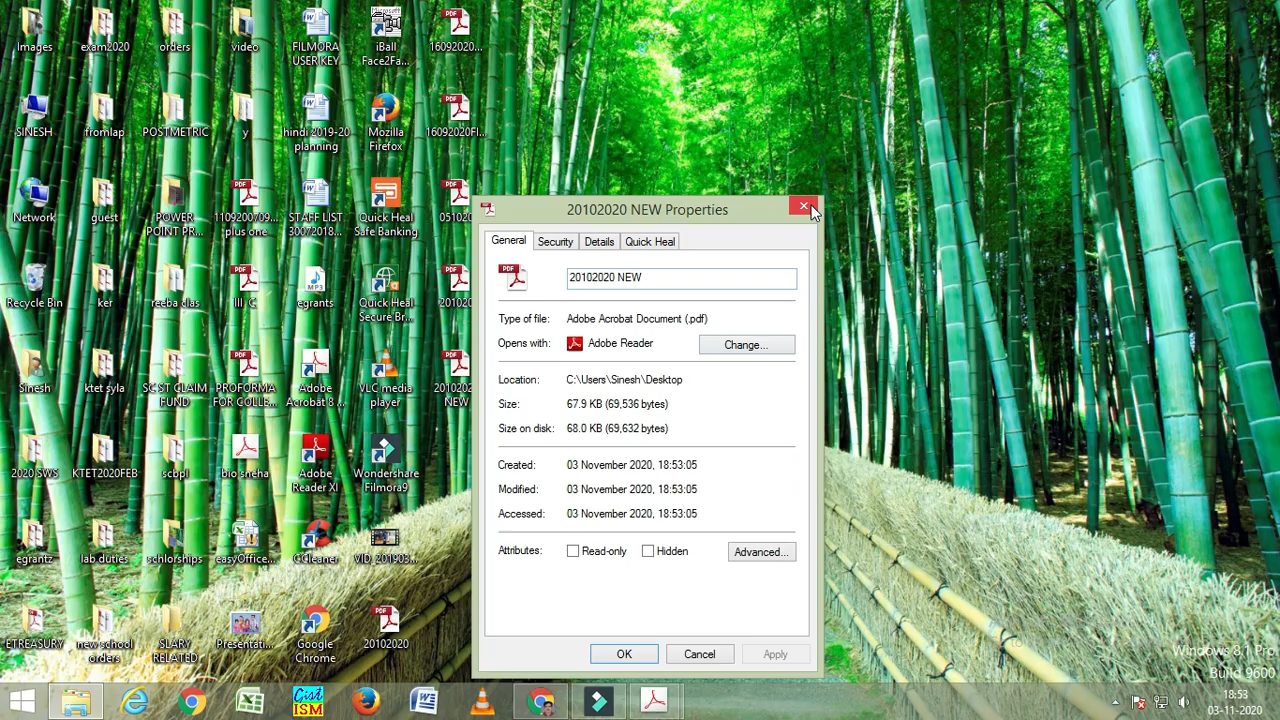 Images
exam2020
orders
video
FILMORA
USER KEY
iBall
Face2Fa...
16092020...
SINESH
fromlap
POSTMETRIC
y
hindi 2019-20
planning
Mozilla
Firefox
16092020FI...
Network
guest
POWER
POINT PR...
1109200709...
plus one
STAFF LIST
30072018...
Quick Heal
Safe Banking
051020
Recycle Bin
ker
reeba clas
III_C
egrants
Quick Heal
Secure Br...
Sinesh
ktet syla
SC ST CLAIM
FUND
PROFORMA
FOR COLLE...
Adobe
Acrobat 8 ...
VLC media
player
2010202
NEW
2020 SWS
KTET2020FEB
scbpl
bio sneha
Adobe
Reader XI
Wondershare
Filmora9
egrantz
lab duties
schlorships
easyOffice...
CCleaner
VID_201903...
ETREASURY
new school
orders
SLARY
RELATED
Presentati...
Google
Chrome
20102020
20102020 NEW Properties
General
Security
Details
Quick Heal
20102020 NEW
Type of file: Adobe Acrobat Document (.pdf)
Opens with: Adobe Reader Change...
Location: C:\Users\Sinesh\Desktop
Size: 67.9 KB (69,536 bytes)
Size on disk: 68.0 KB (69,632 bytes)
Created: 03 November 2020, 18:53:05
Modified: 03 November 2020, 18:53:05
Accessed: 03 November 2020, 18:53:05
Attributes: Read-only Hidden Advanced...
OK Cancel Apply
Windows 8.1 Pro
Build 9600
Gist
ISM
18:53
03-11-2020